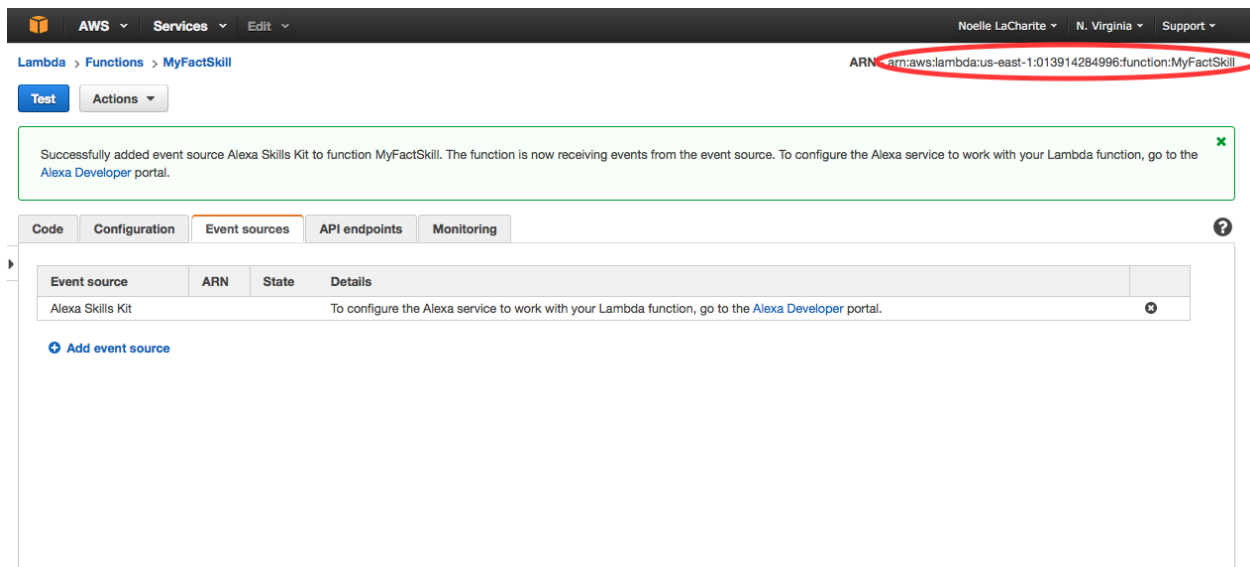 AWS Services Edit Noelle LaCharite N. Virginia Support
Lambda > Functions > MyFactSkill ARN - arn:aws:lambda:us-east-1:013914284996:function:MyFactSkill
Test Actions
Successfully added event source Alexa Skills Kit to function MyFactSkill. The function is now receiving events from the event source. To configure the Alexa service to work with your Lambda function, go to the
Alexa Developer portal.
Code Configuration Event sources API endpoints Monitoring
Event source ARN State Details
Alexa Skills Kit To configure the Alexa service to work with your Lambda function, go to the Alexa Developer portal.
Add event source